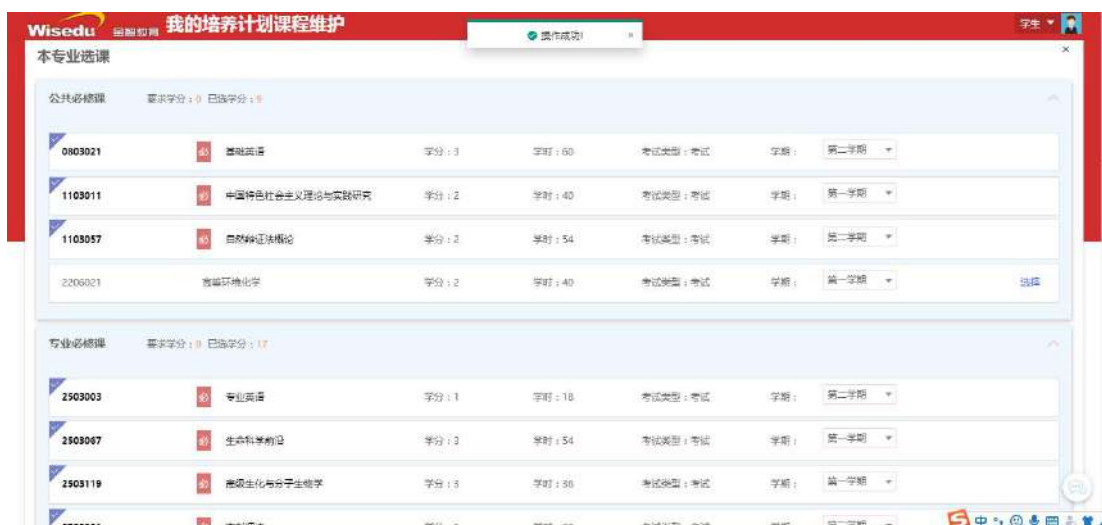 Wisedu 金智教育 我的培养计划课程维护 操作成功! × 学生
本专业选课 ×
公共必修课 要求学分：0 已选学分：9
0803021 必 基础英语 学分：3 学时：60 考试类型：考试 学期： 第二学期
1103011 必 中国特色社会主义理论与实践研究 学分：2 学时：40 考试类型：考试 学期： 第一学期
1103057 必 自然辩证法概论 学分：2 学时：54 考试类型：考试 学期： 第二学期
2206021 高等环境化学 学分：2 学时：40 考试类型：考试 学期： 第一学期 选择
专业必修课 要求学分：0 已选学分：17
2503003 必 专业英语 学分：1 学时：18 考试类型：考试 学期： 第二学期
2503067 必 生命科学前沿 学分：3 学时：54 考试类型：考试 学期： 第一学期
2503119 必 高级生化与分子生物学 学分：3 学时：36 考试类型：考试 学期： 第一学期
中